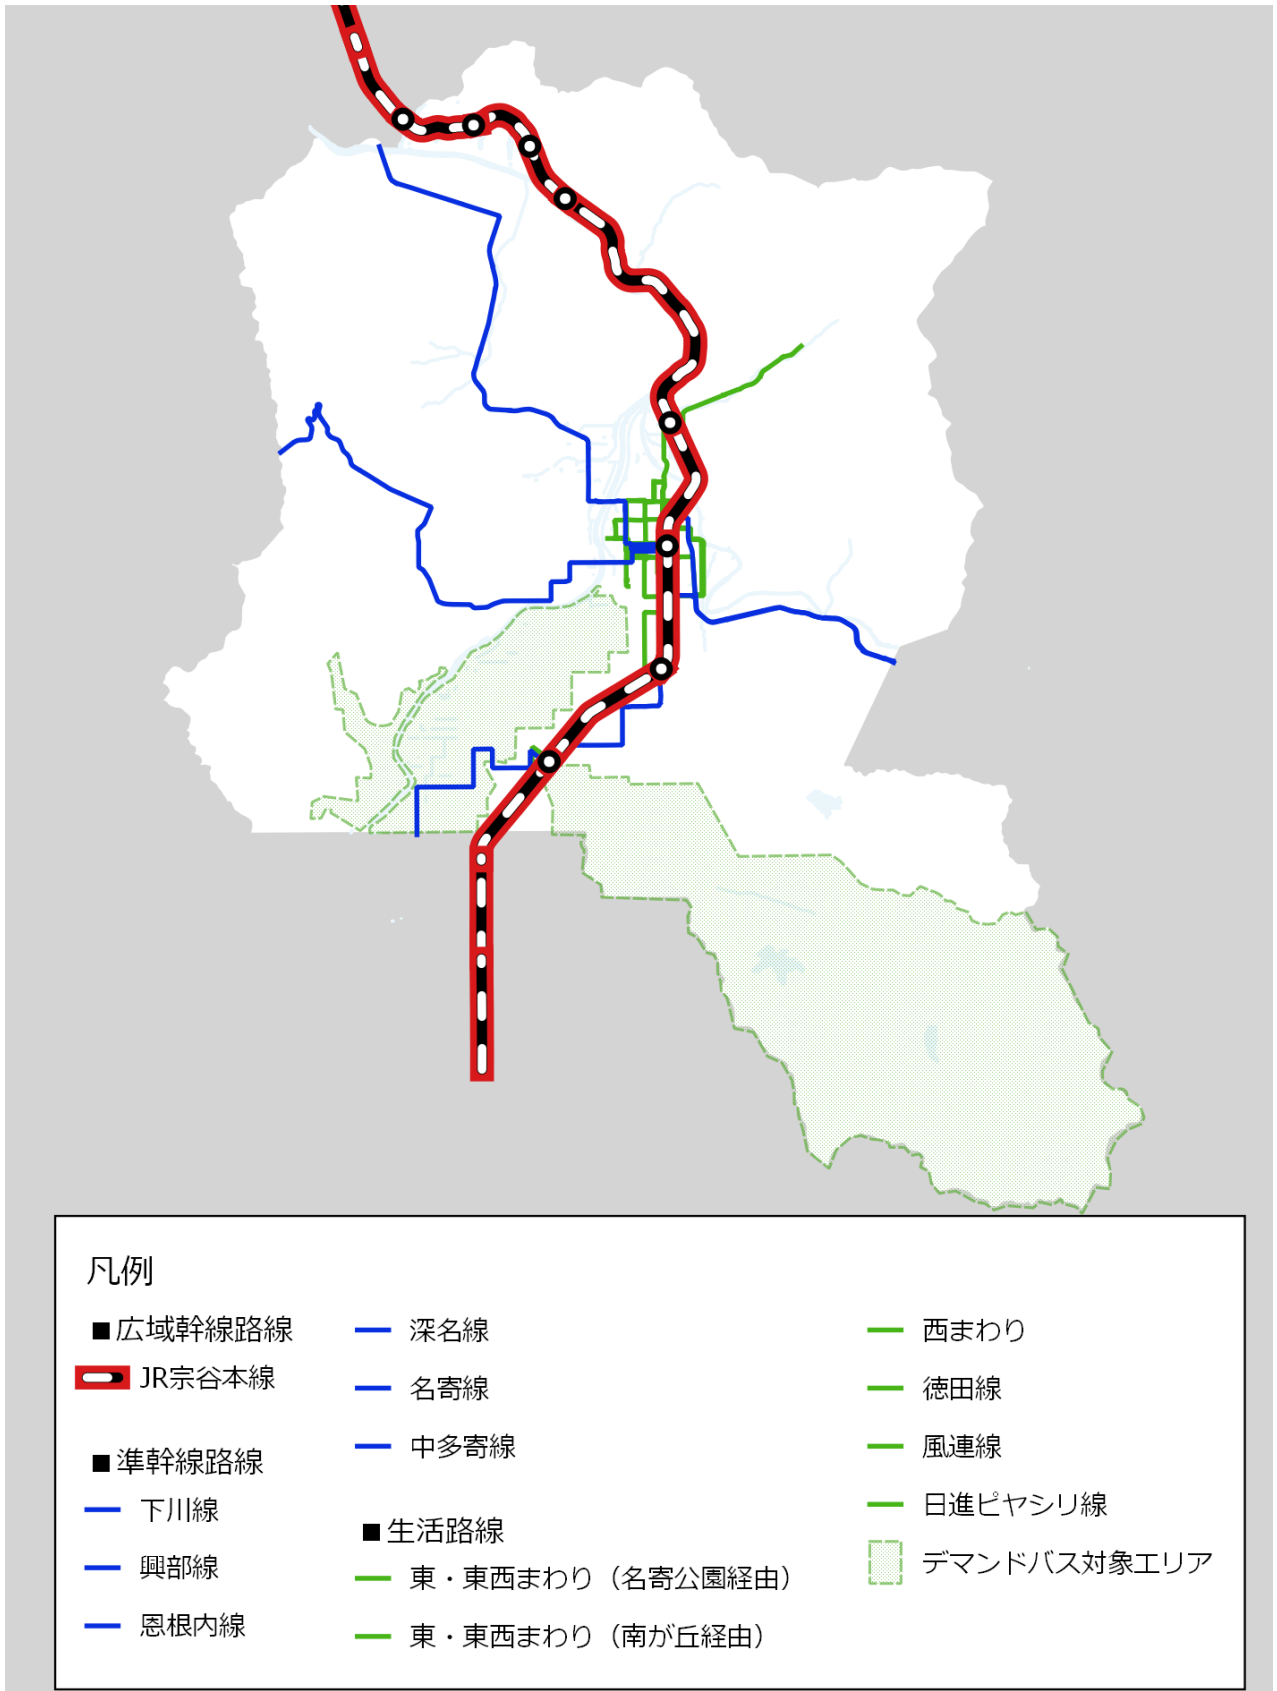 凡例
■広域幹線路線
JR宗谷本線
■準幹線路線
下川線
興部線
恩根内線
深名線
名寄線
中多寄線
■生活路線
東・東西まわり（名寄公園経由）
東・東西まわり（南が丘経由）
西まわり
徳田線
風連線
日進ピヤシリ線
デマンドバス対象エリア